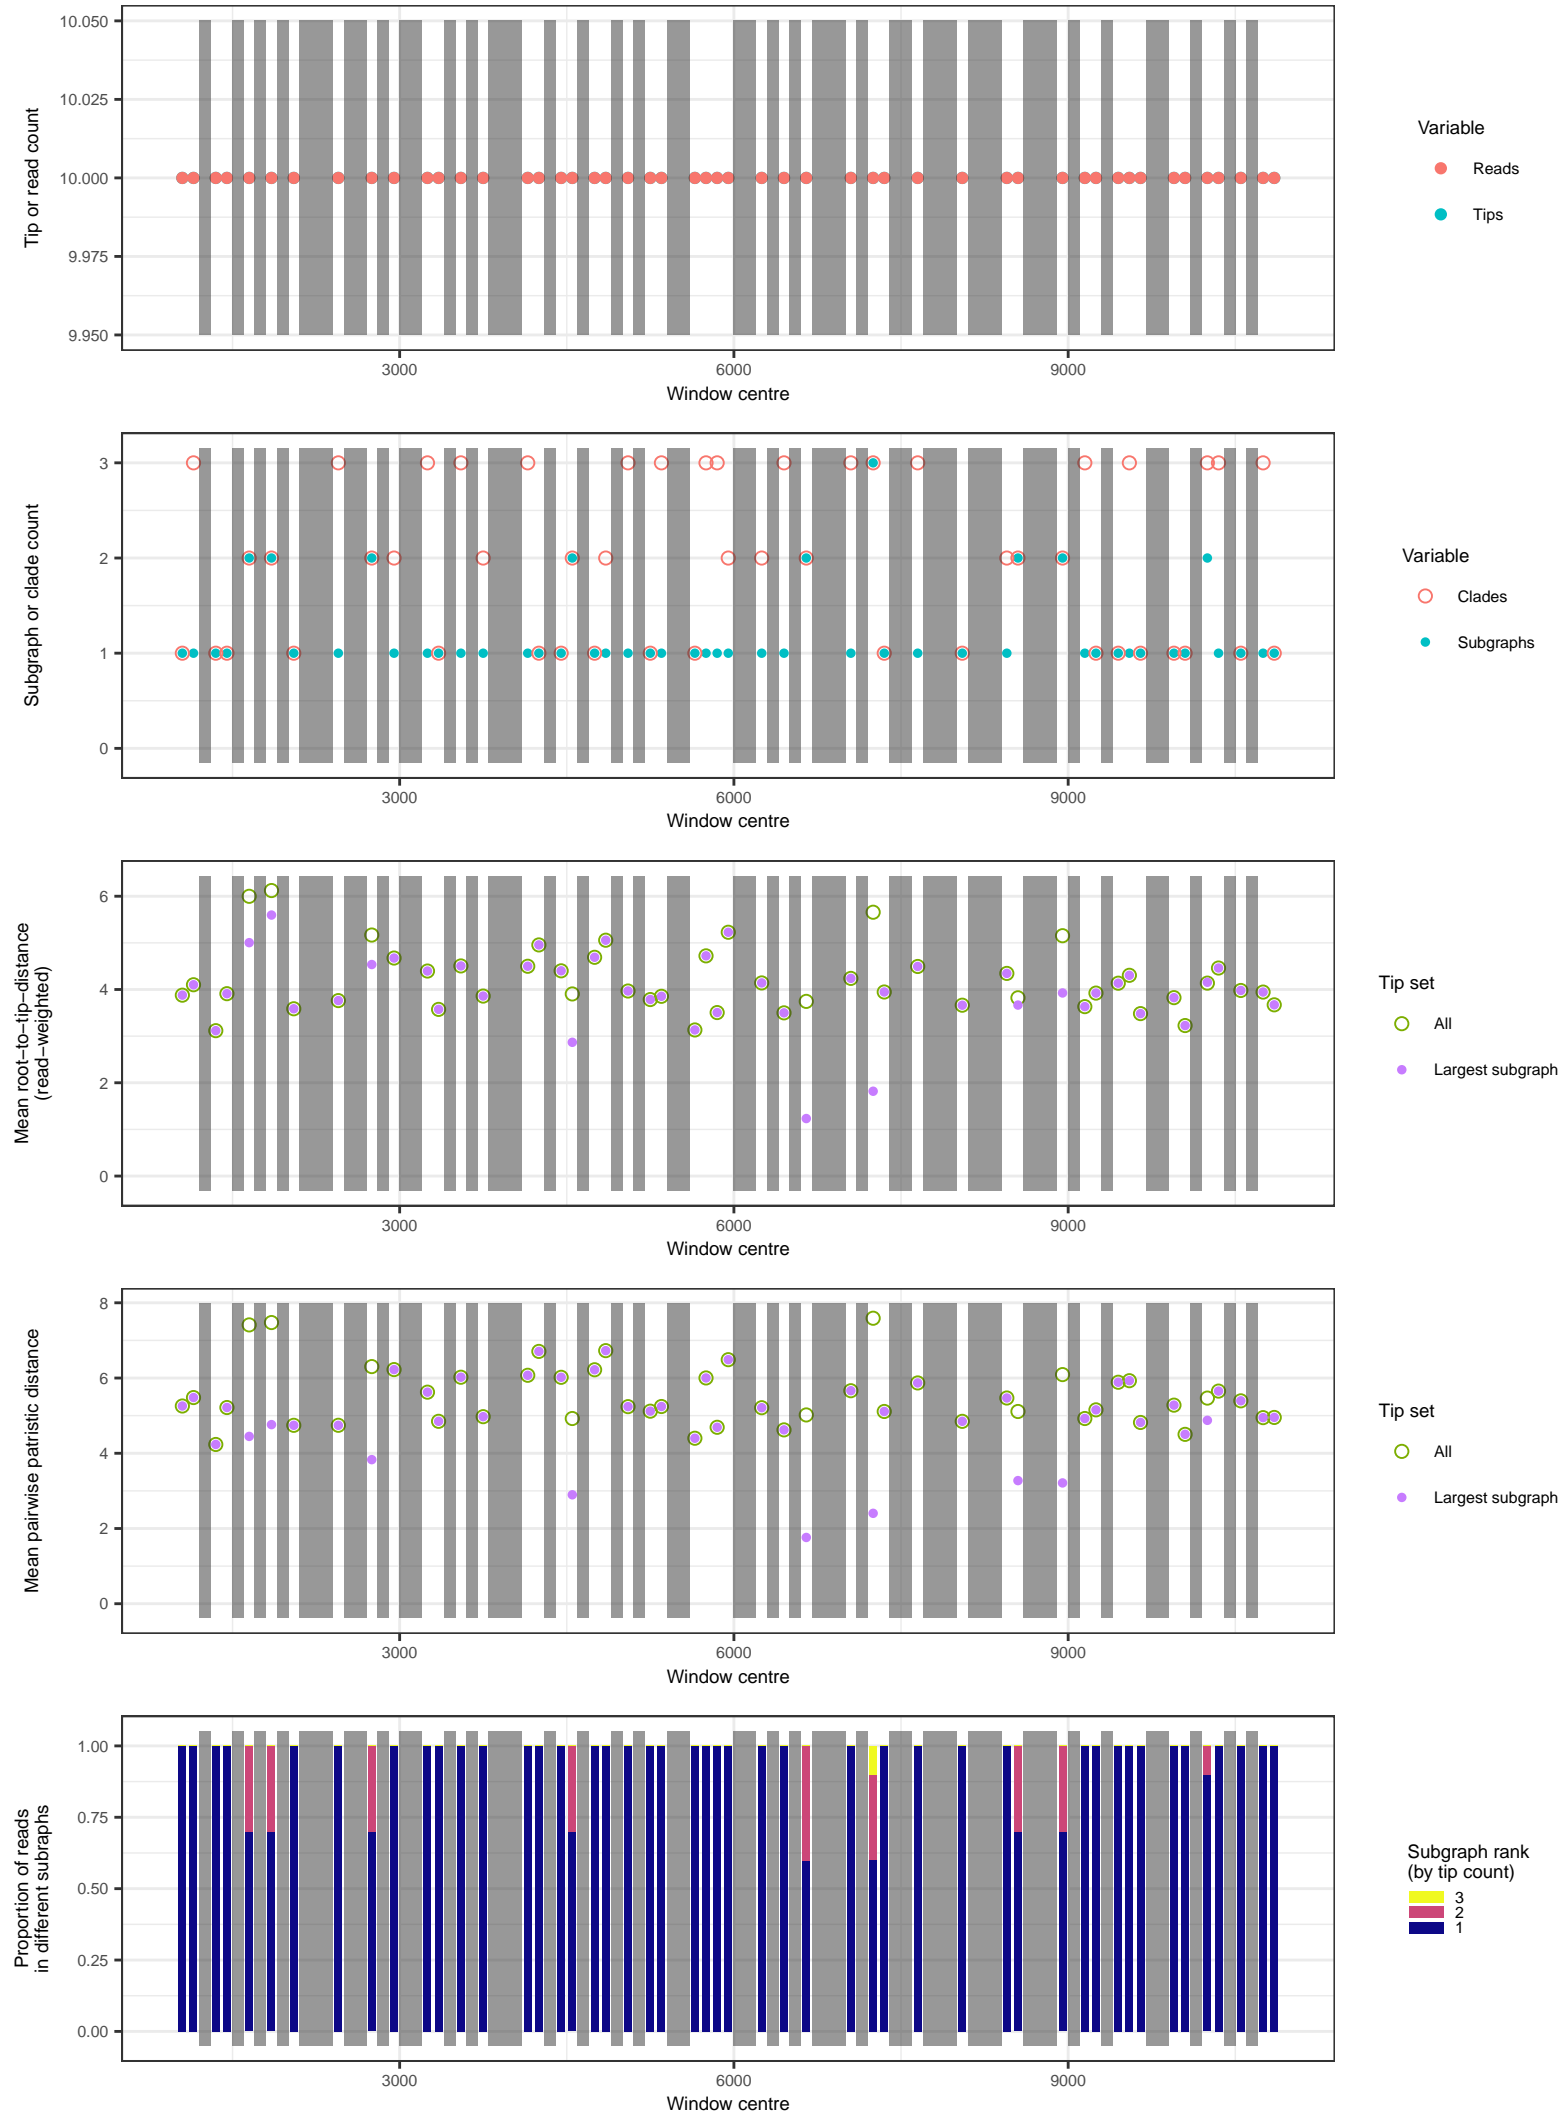 10.050
10.025
10.000
9.975
9.950
Tip or read count
3000
6000
9000
Window centre
Variable
Reads
Tips
3
2
1
0
Subgraph or clade count
3000
6000
9000
Window centre
Variable
Clades
Subgraphs
6
4
2
0
Mean root−to−tip−distance
(read−weighted)
3000
6000
9000
Window centre
Tip set
All
Largest subgraph
8
6
4
2
0
Mean pairwise patristic distance
3000
6000
9000
Window centre
Tip set
All
Largest subgraph
1.00
0.75
0.50
0.25
0.00
Proportion of reads
in different subraphs
3000
6000
9000
Window centre
Subgraph rank
(by tip count)
3
2
1